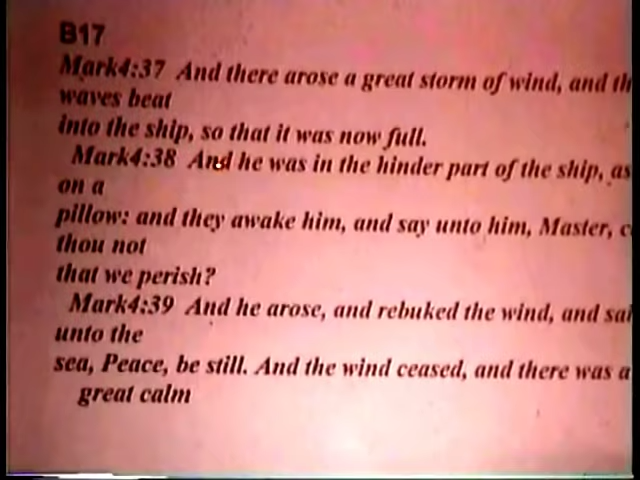 B17
Mark4:37 And there arose a great storm of wind, and th
waves beat
into the ship, so that it was now full.
Mark4:38 And he was in the hinder part of the ship, as
on a
pillow: and they awake him, and say unto him, Master, c
thou not
that we perish?
Mark4:39 And he arose, and rebuked the wind, and sai
unto the
sea, Peace, be still. And the wind ceased, and there was a
great calm